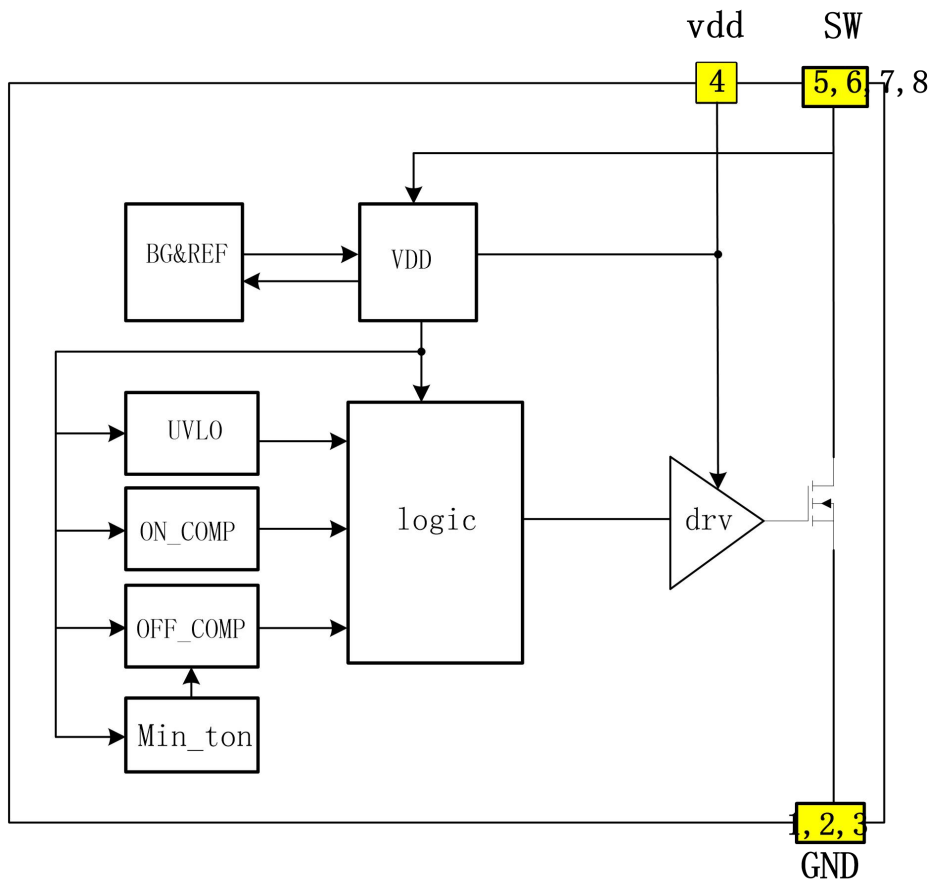 vdd
SW
4
5,6,7,8
BG&REF
VDD
UVLO
ON_COMP
logic
drv
OFF_COMP
Min_ton
1,2,3
GND